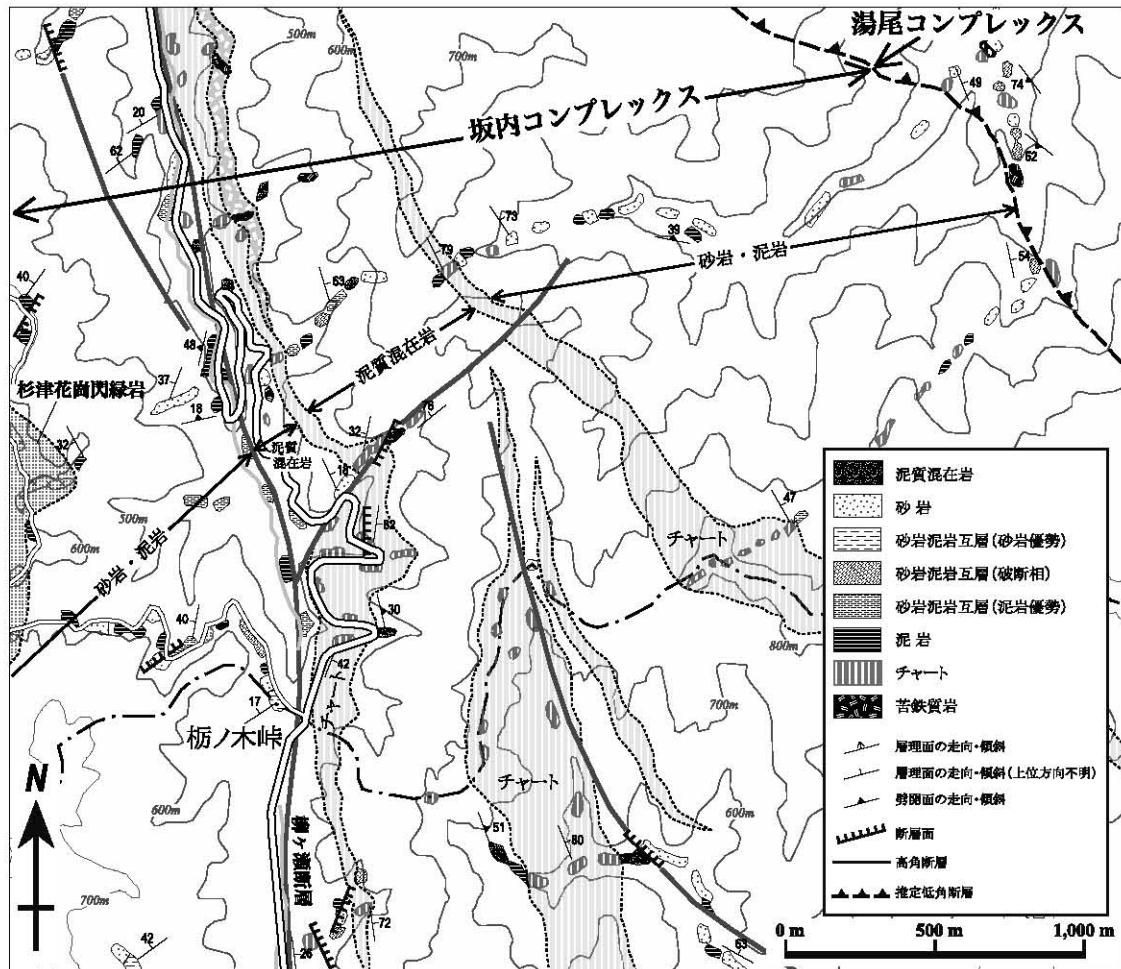 湯尾コンプレックス
500m
600m
700m
49
74
坂内コンプレックス
20
62
62
73
79
39
砂岩・泥岩
54
40
63
泥質混在岩
48
37
杉津花崗閃緑岩
18
32
32
78
泥質
混在岩
18
500m
600m
砂岩・泥岩
82
47
チャート
40
30
800m
42
チャート
17
栃ノ木峠
700m
チャート
600m
600m
51
80
柳ヶ瀬断層
N
700m
72
42
26
63
泥質混在岩
砂岩
砂岩泥岩互層(砂岩優勢)
砂岩泥岩互層(破断相)
砂岩泥岩互層(泥岩優勢)
泥岩
チャート
苦鉄質岩
層理面の走向・傾斜
層理面の走向・傾斜(上位方向不明)
劈開面の走向・傾斜
断層面
高角断層
推定低角断層
0 m 500 m 1,000 m